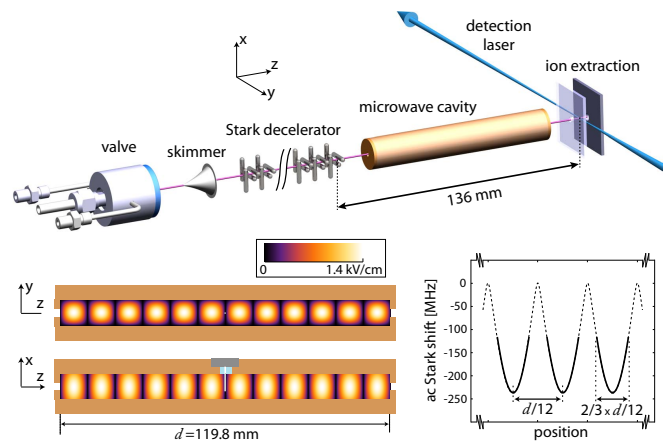 detection
laser
ion extraction
x
z
y
microwave cavity
Stark decelerator
skimmer
valve
136 mm
0
1.4 kV/cm
y
z
x
z
d=119.8 mm
ac Stark shift [MHz]
0
-50
-100
-150
-200
-250
d/12
2/3 x d/12
position